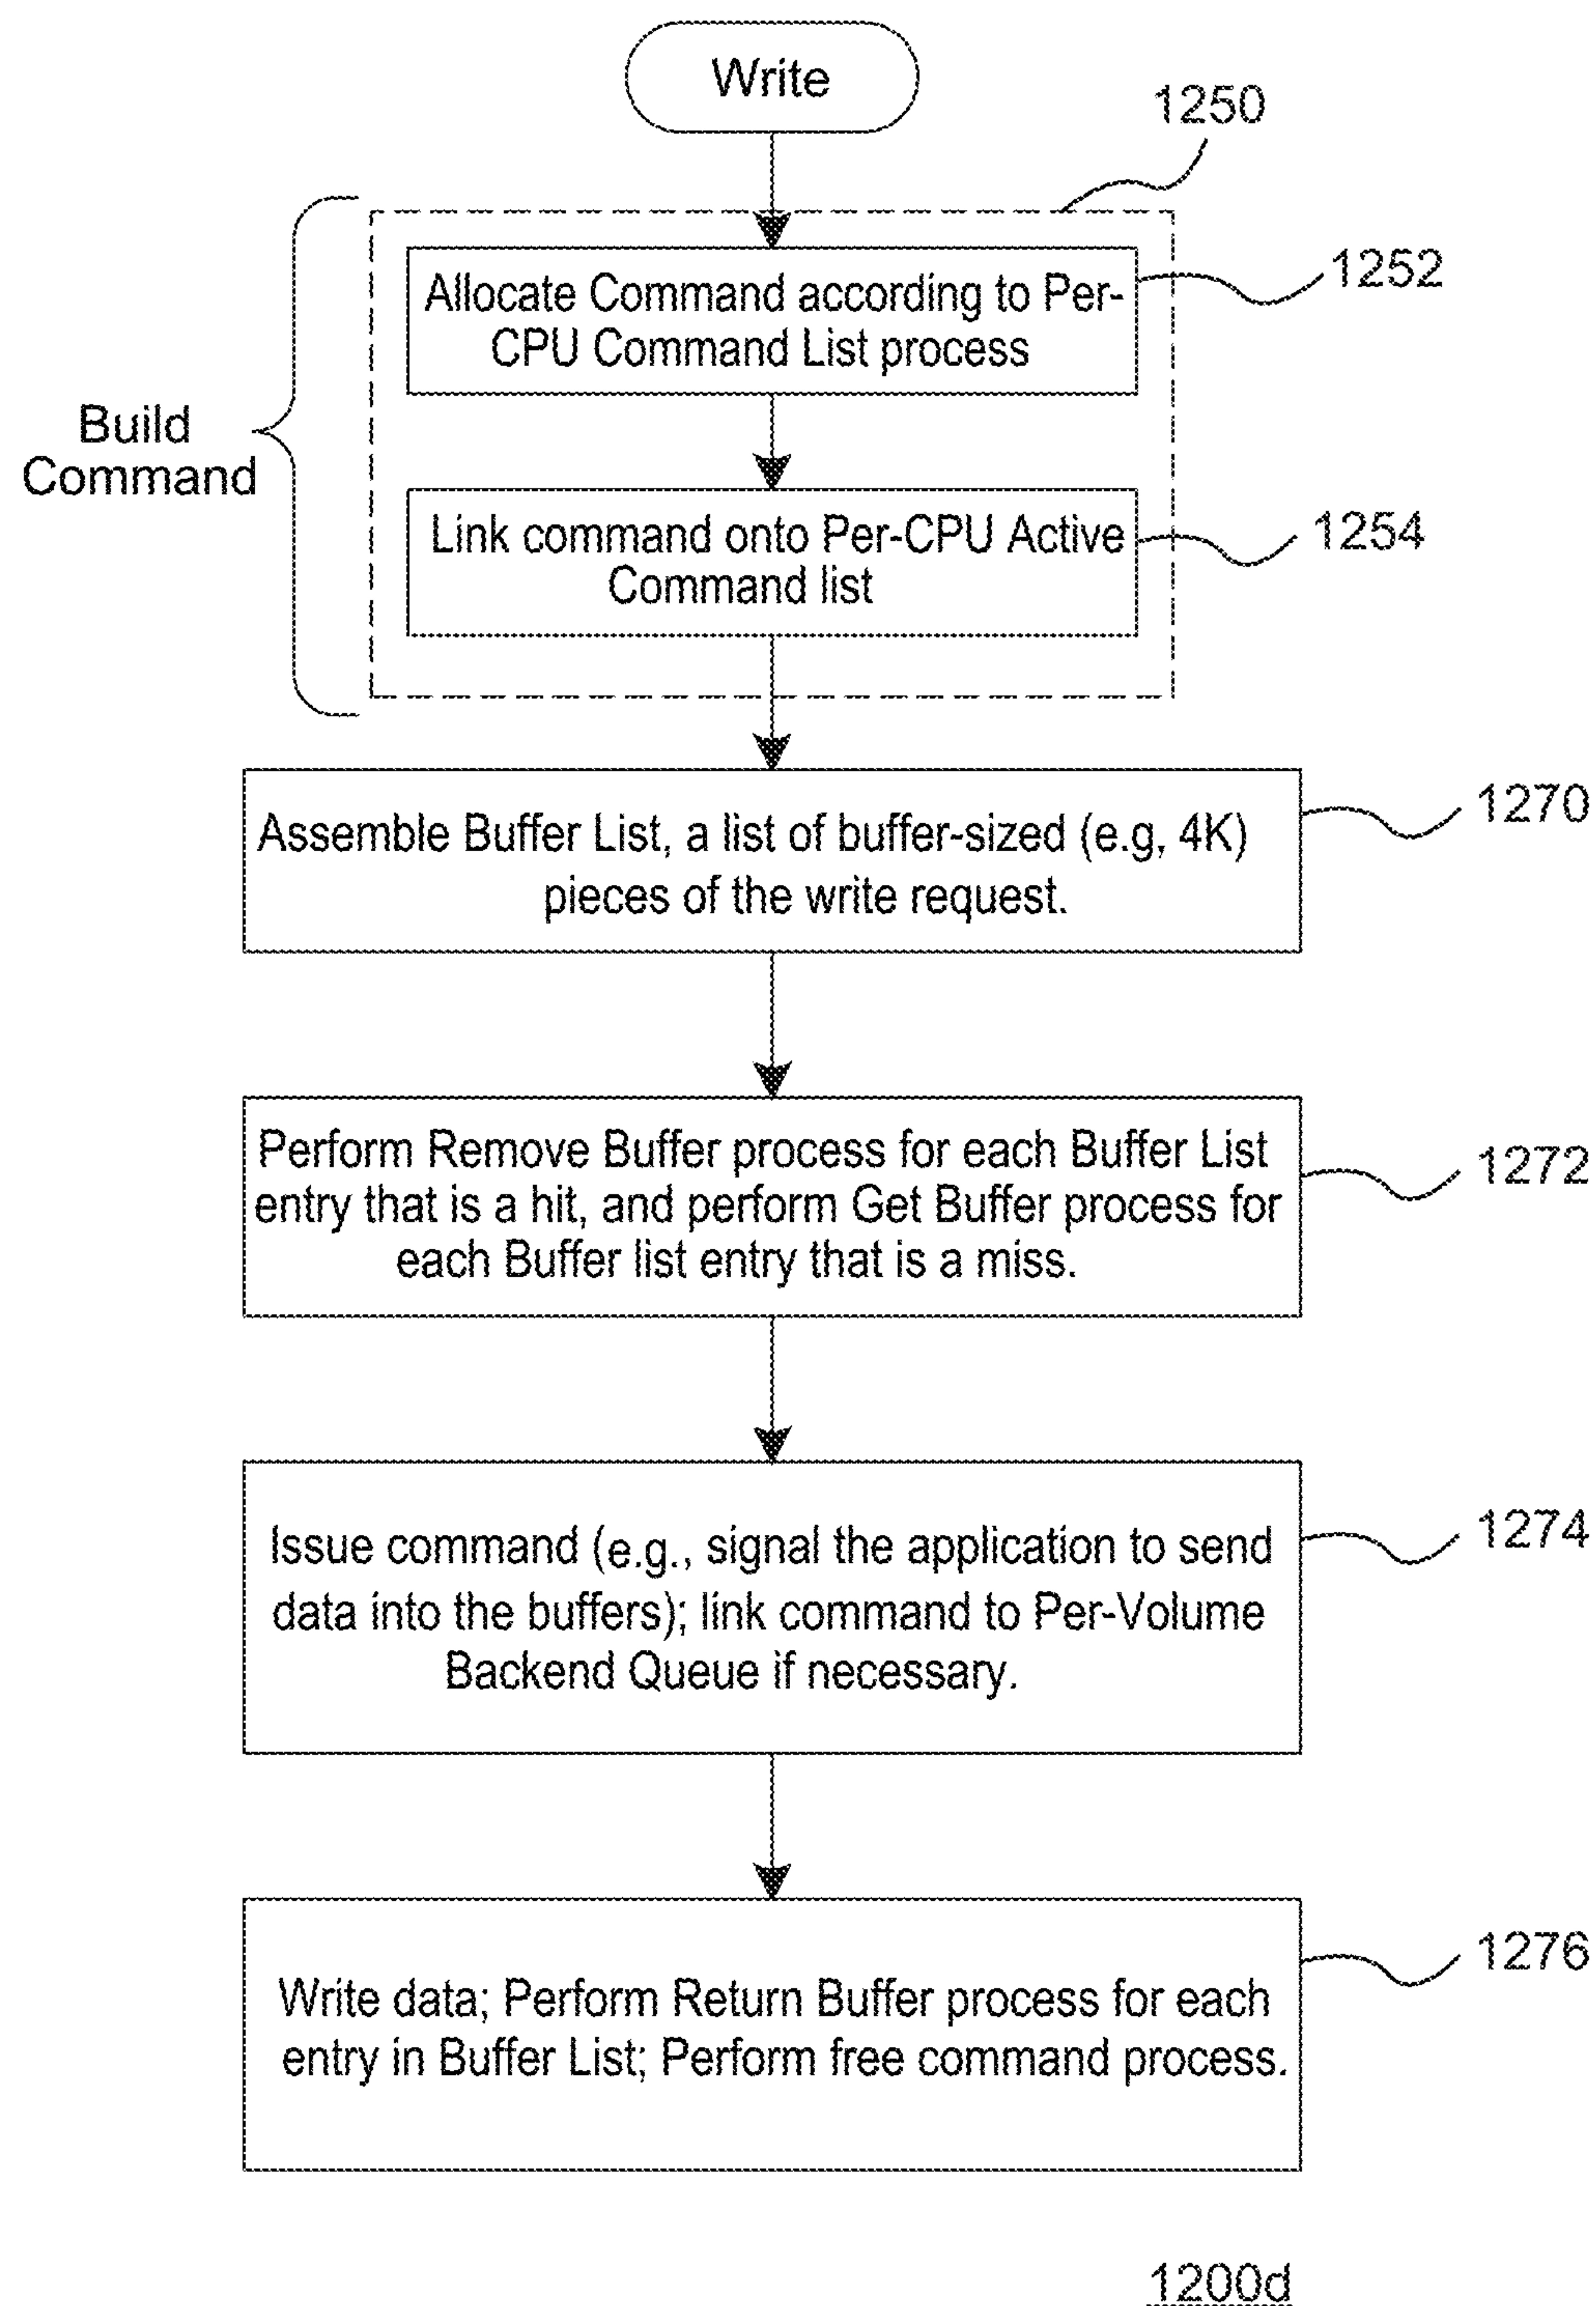 Write
1250
Allocate Command according to Per-
CPU Command List process
1252
Build
Command
Link command onto Per-CPU Active
Command list
1254
Assemble Buffer List, a list of buffer-sized (e.g, 4K)
pieces of the write request.
1270
Perform Remove Buffer process for each Buffer List
entry that is a hit, and perform Get Buffer process for
each Buffer list entry that is a miss.
1272
Issue command (e.g., signal the application to send
data into the buffers); link command to Per-Volume
Backend Queue if necessary.
1274
Write data; Perform Return Buffer process for each
entry in Buffer List; Perform free command process.
1276
1200d